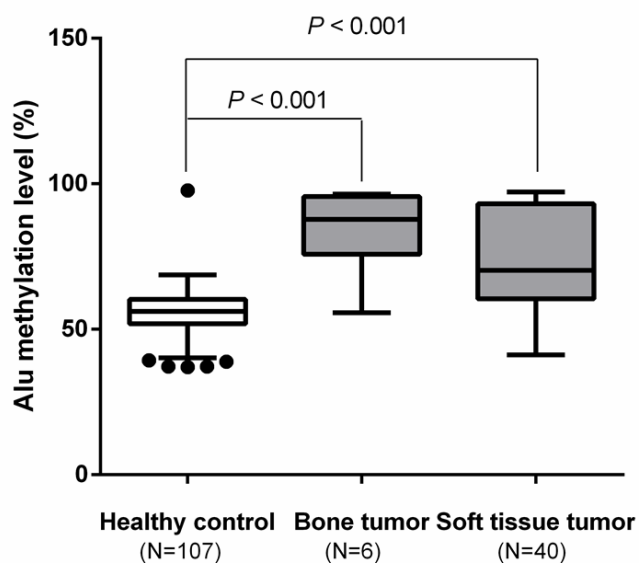 P < 0.001
P < 0.001
150
100
50
0
Alu methylation level (%)
Healthy control Bone tumor Soft tissue tumor
(N=107) (N=6) (N=40)